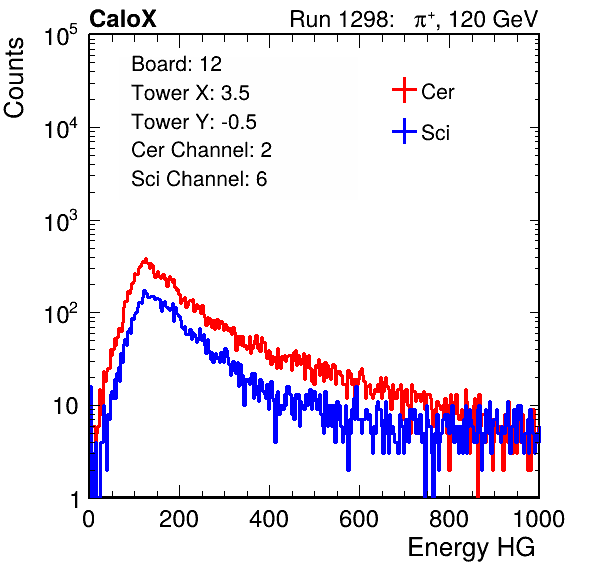 CaloX Run 1298: π⁺, 120 GeV
Counts
10⁵
10⁴
10³
10²
10
1
Board: 12
Tower X: 3.5
Tower Y: -0.5
Cer Channel: 2
Sci Channel: 6
Cer
Sci
0 200 400 600 800 1000
Energy HG